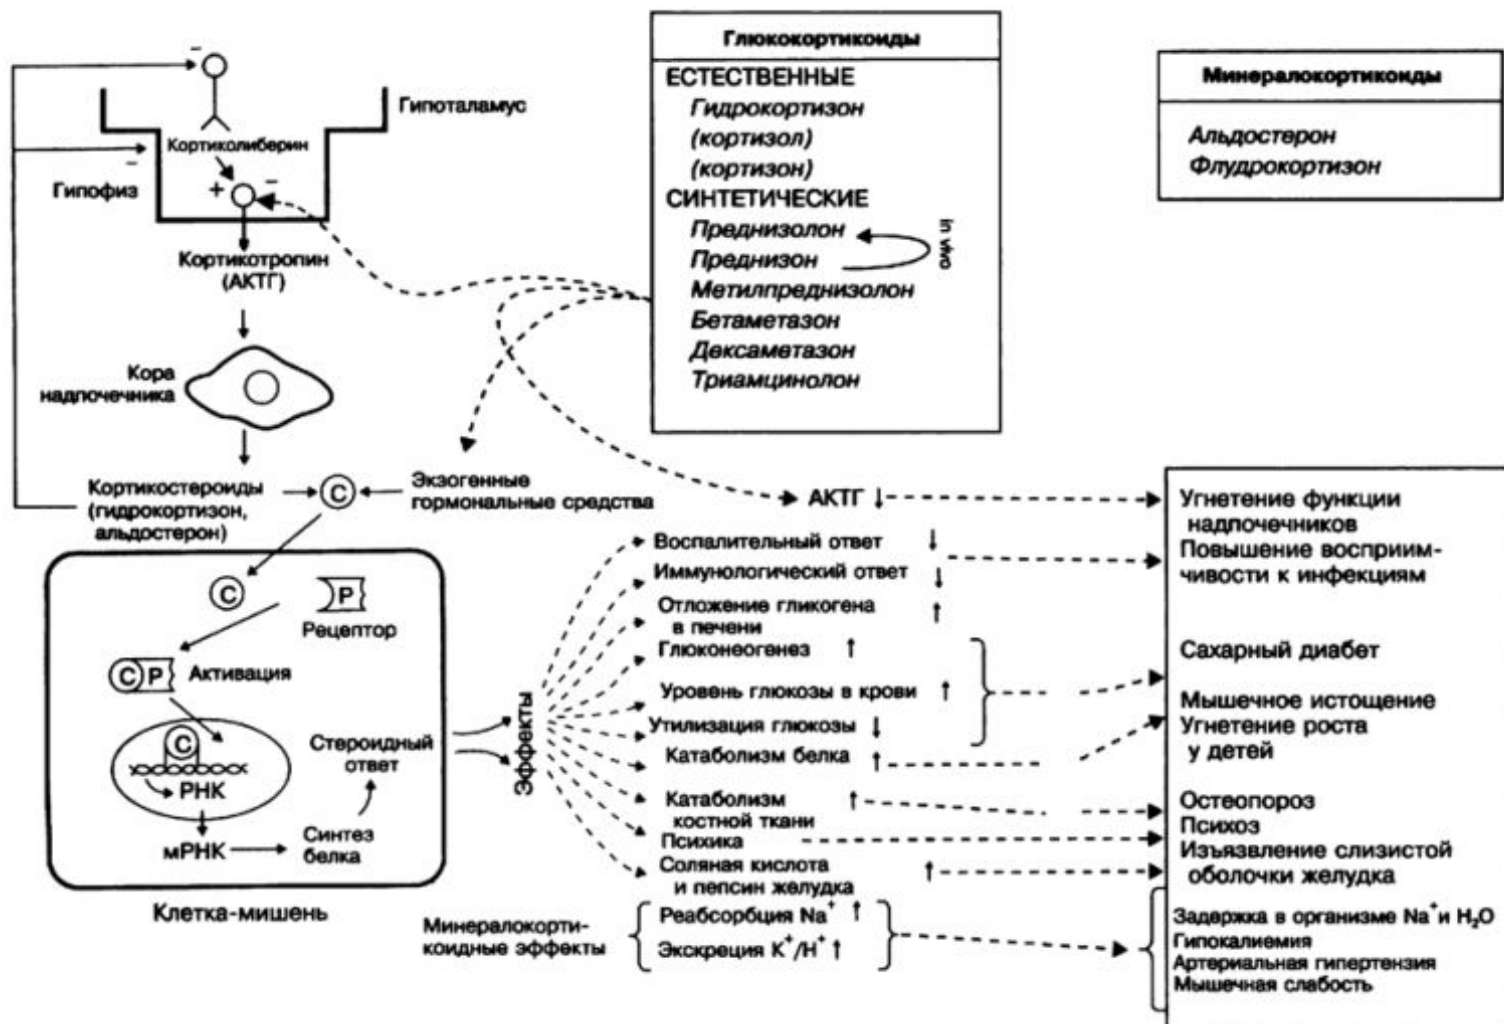 Глюкокортикоиды
ЕСТЕСТВЕННЫЕ
Гидрокортизон
(кортизол)
(кортизон)
СИНТЕТИЧЕСКИЕ
Преднизолон
Преднизон
in vivo
Метилпреднизолон
Бетаметазон
Дексаметазон
Триамцинолон
Минералокортикоиды
Альдостерон
Флудрокортизон
–
Гипоталамус
Кортиколиберин
–
Гипофиз
+
–
Кортикотропин
(АКТГ)
Кора
надпочечника
Кортикостероиды
(гидрокортизон,
альдостерон)
С
Экзогенные
гормональные средства
С
Р
Рецептор
С Р
Активация
С
РНК
мРНК
Синтез
белка
Стероидный
ответ
Клетка-мишень
Эффекты
АКТГ ↓
Воспалительный ответ ↓
Иммунологический ответ ↓
Отложение гликогена
в печени ↑
Глюконеогенез ↑
Уровень глюкозы в крови ↑
Утилизация глюкозы ↓
Катаболизм белка ↑
Катаболизм
костной ткани ↑
Психика
Соляная кислота
и пепсин желудка ↑
Минералокорти-
коидные эффекты
Реабсорбция Na⁺ ↑
Экскреция K⁺/H⁺ ↑
Угнетение функции
надпочечников
Повышение восприим-
чивости к инфекциям
Сахарный диабет
Мышечное истощение
Угнетение роста
у детей
Остеопороз
Психоз
Изъязвление слизистой
оболочки желудка
Задержка в организме Na⁺ и H₂O
Гипокалиемия
Артериальная гипертензия
Мышечная слабость